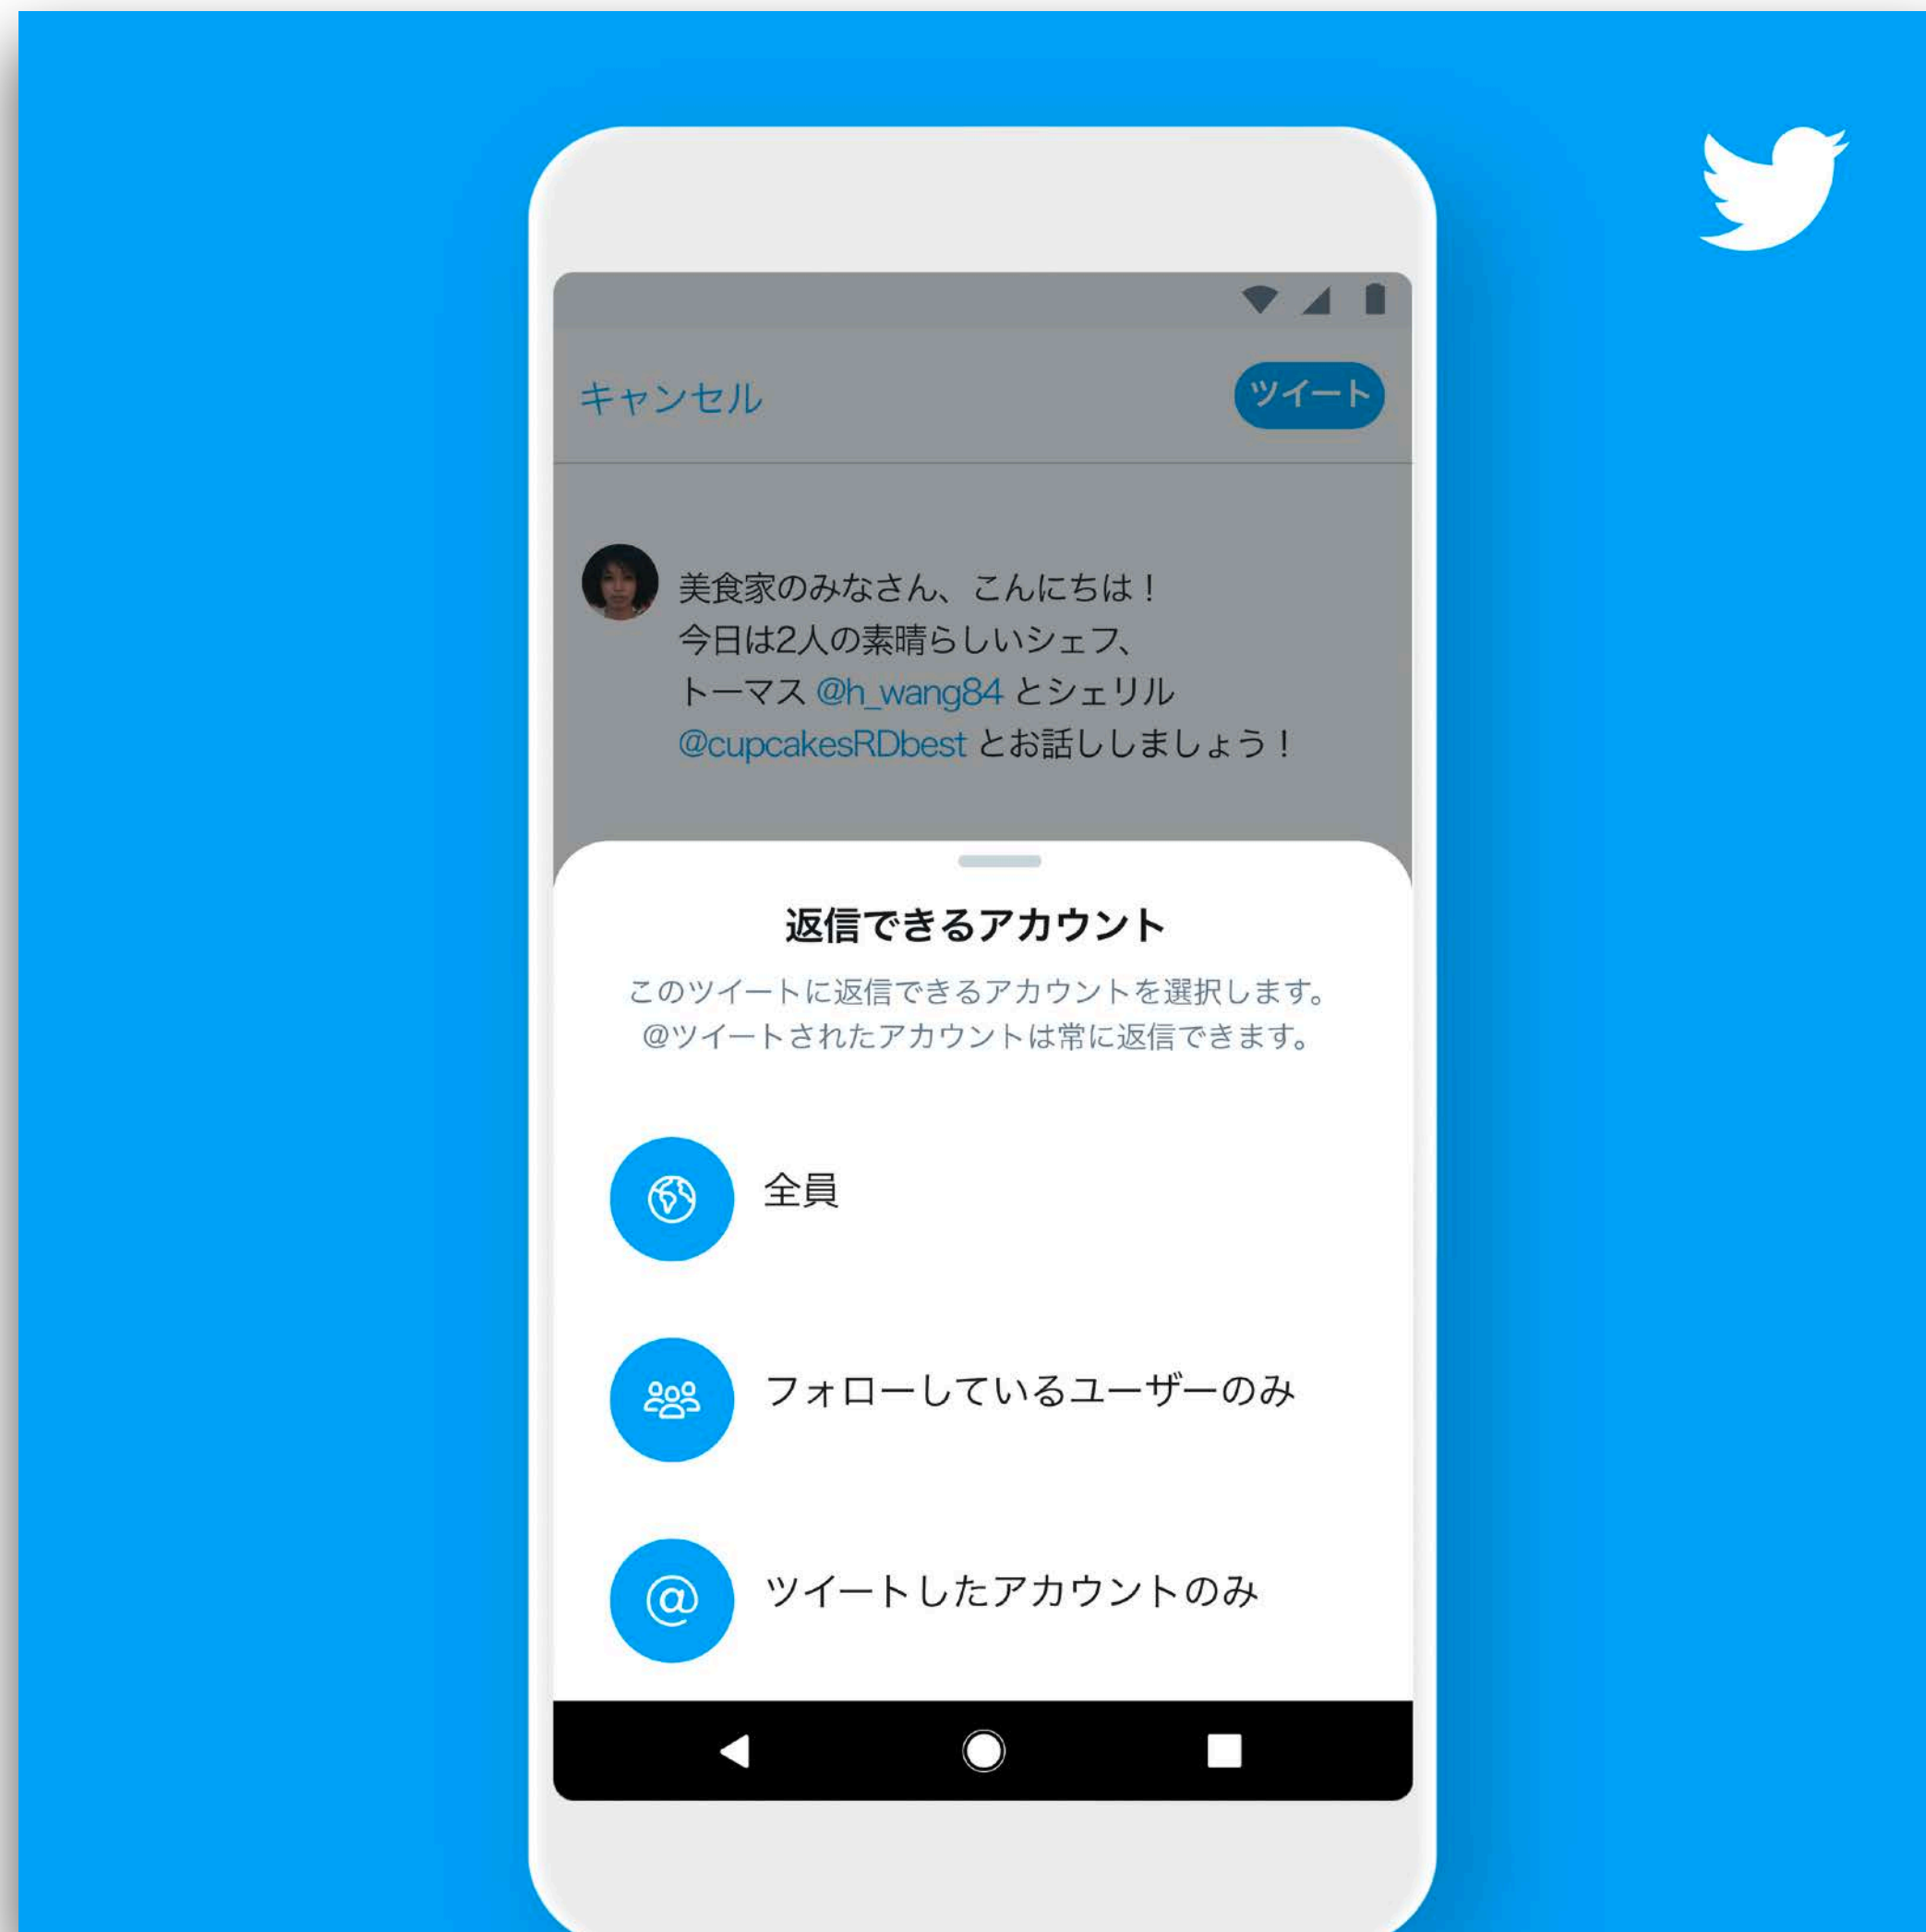 キャンセル
ツイート
美食家のみなさん、こんにちは！
今日は2人の素晴らしいシェフ、
トーマス @h_wang84 とシェリル
@cupcakesRDbest とお話ししましょう！
返信できるアカウント
このツイートに返信できるアカウントを選択します。
@ツイートされたアカウントは常に返信できます。
全員
フォローしているユーザーのみ
@
ツイートしたアカウントのみ